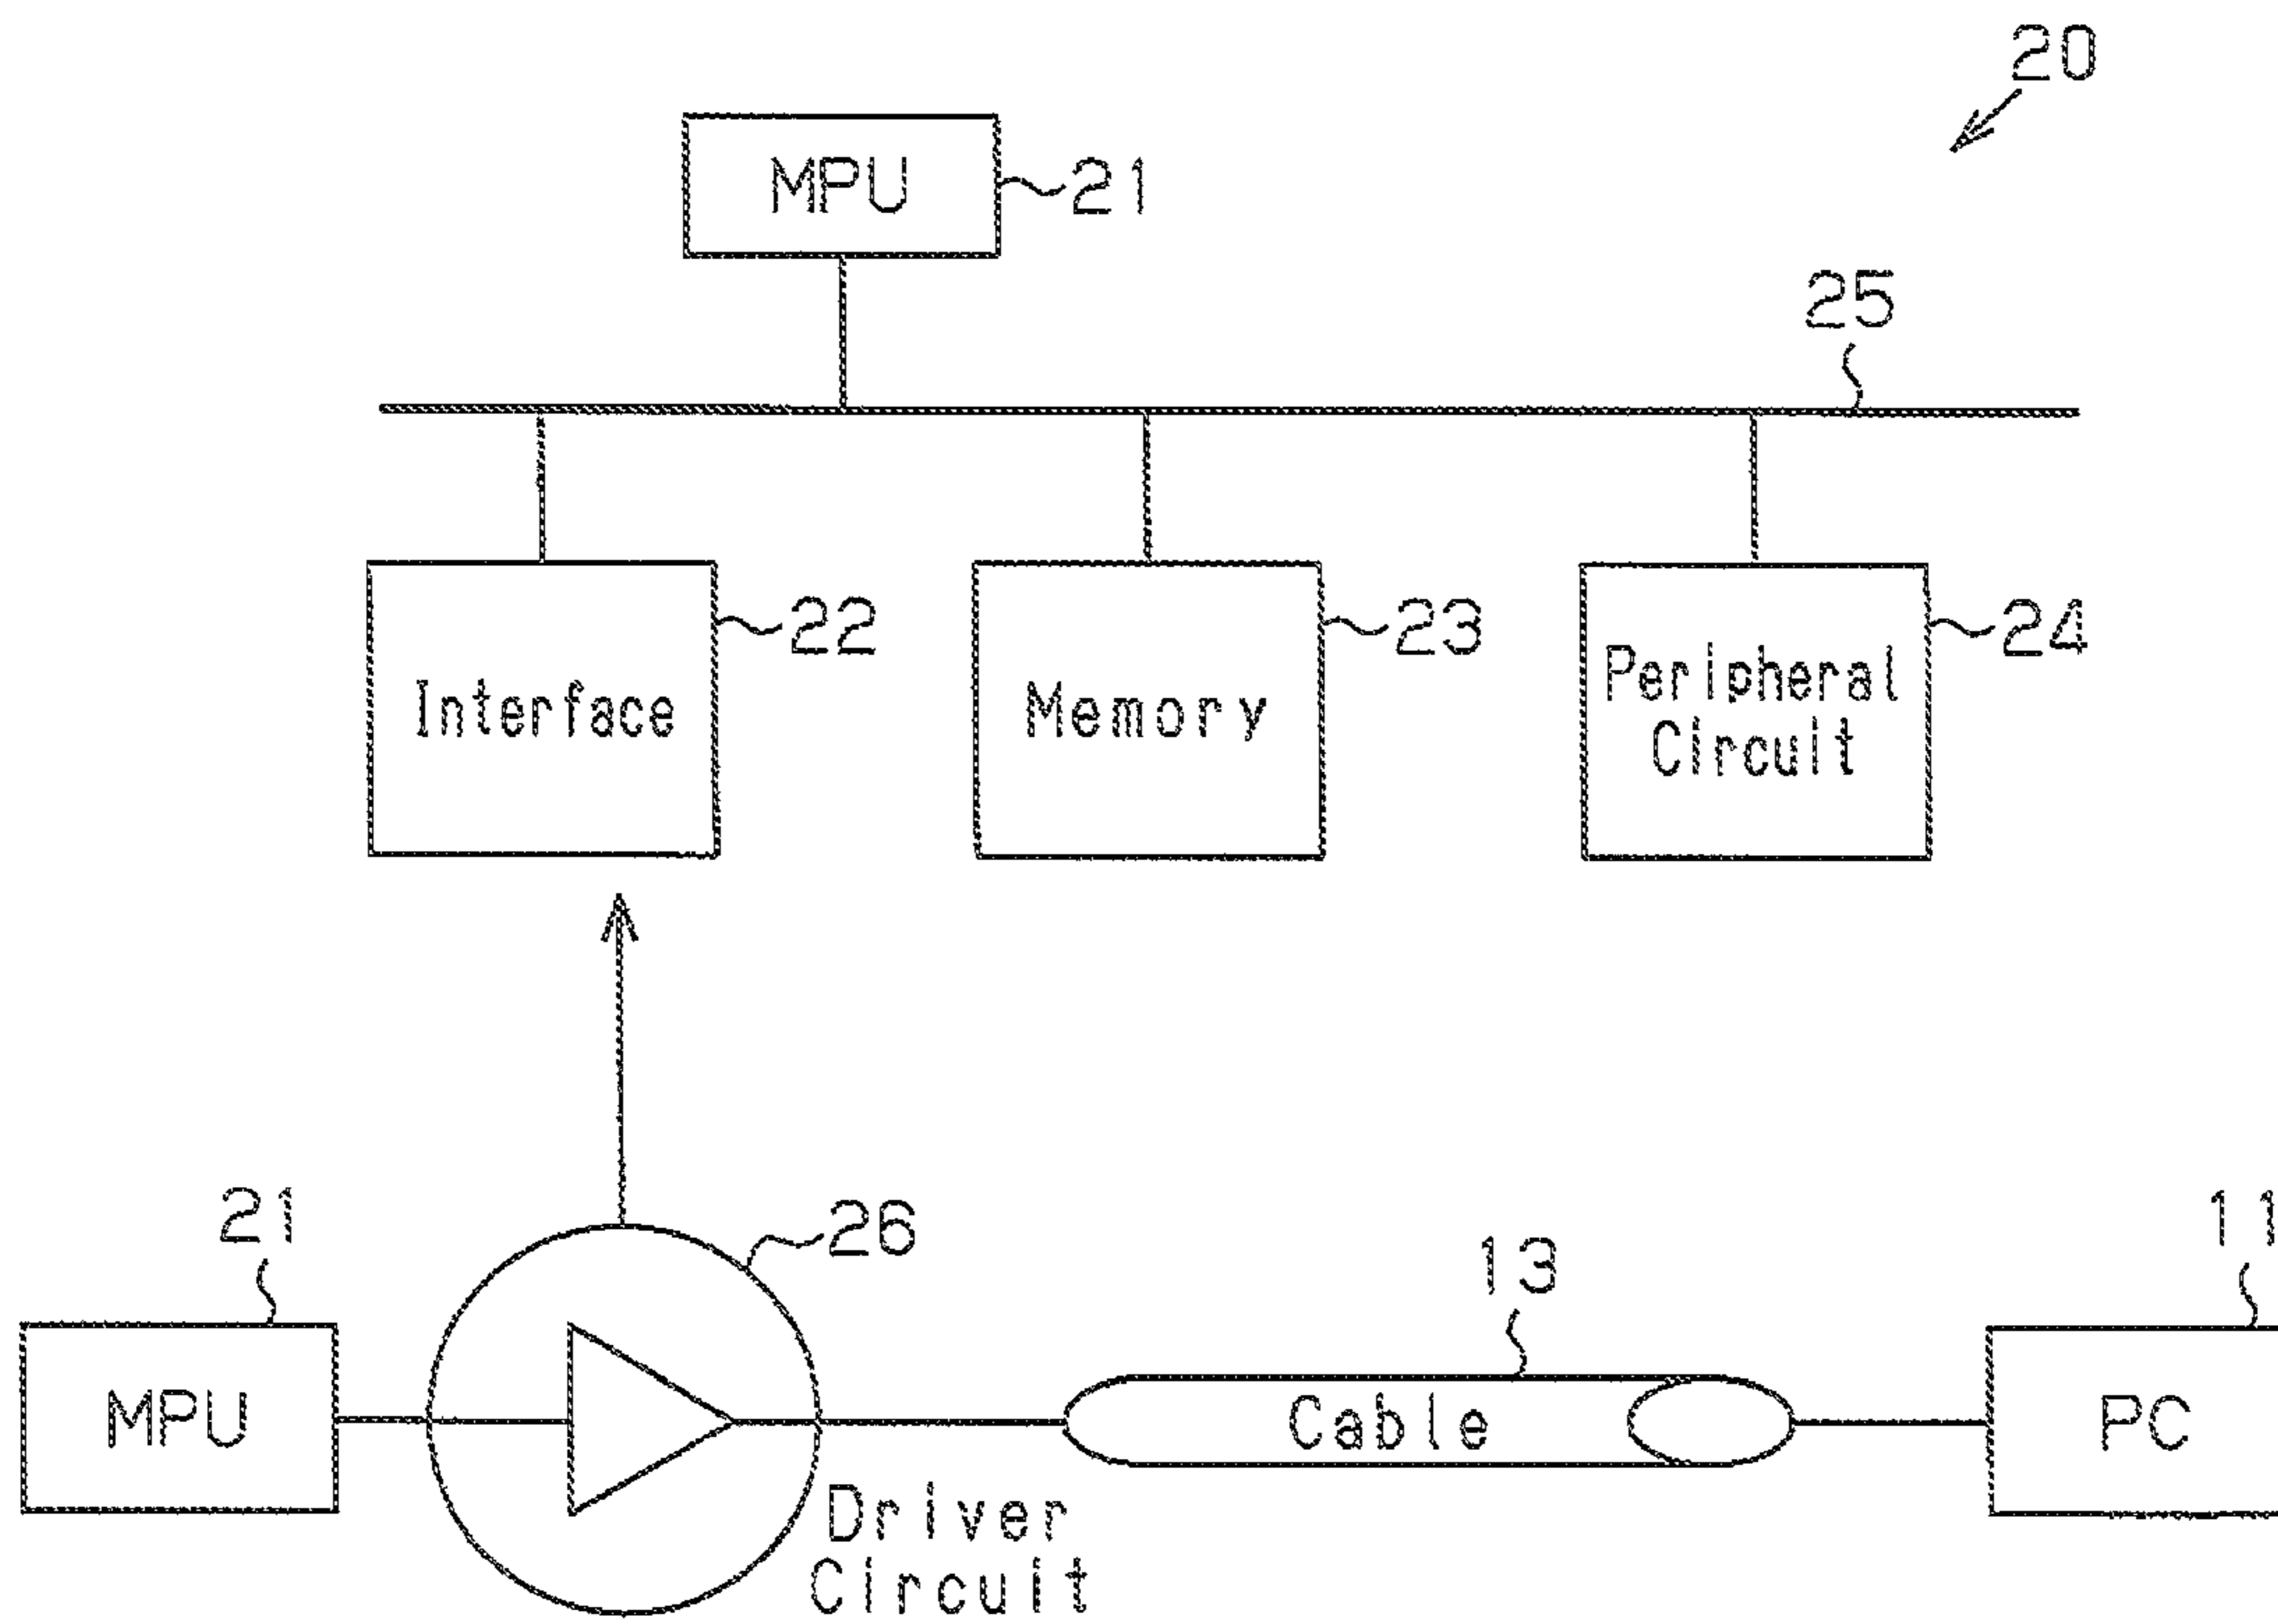 20
MPU
21
25
22
23
24
Interface
Memory
Peripheral
Circuit
21
26
13
11
MPU
Cable
PC
Driver
Circuit